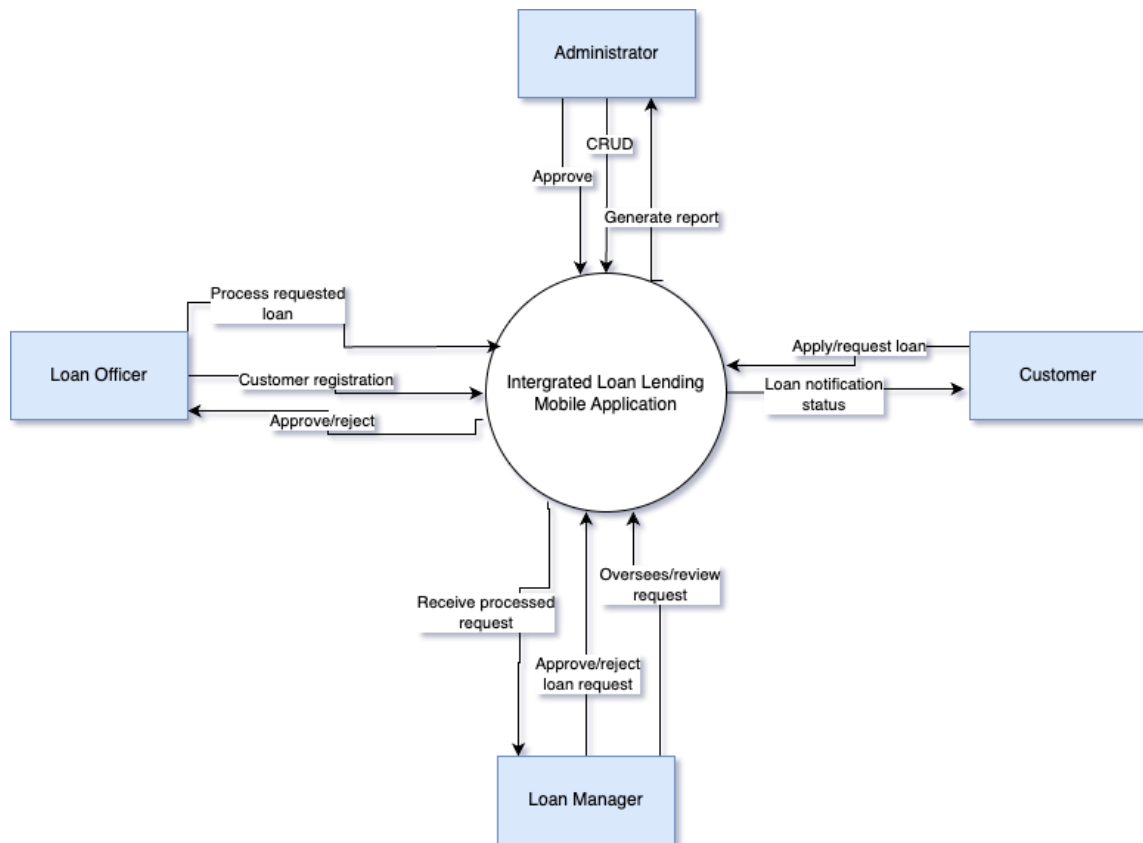 Administrator
CRUD
Approve
Generate report
Process requested
loan
Loan Officer
Customer registration
Approve/reject
Intergrated Loan Lending
Mobile Application
Apply/request loan
Loan notification
status
Customer
Oversees/review
request
Receive processed
request
Approve/reject
loan request
Loan Manager